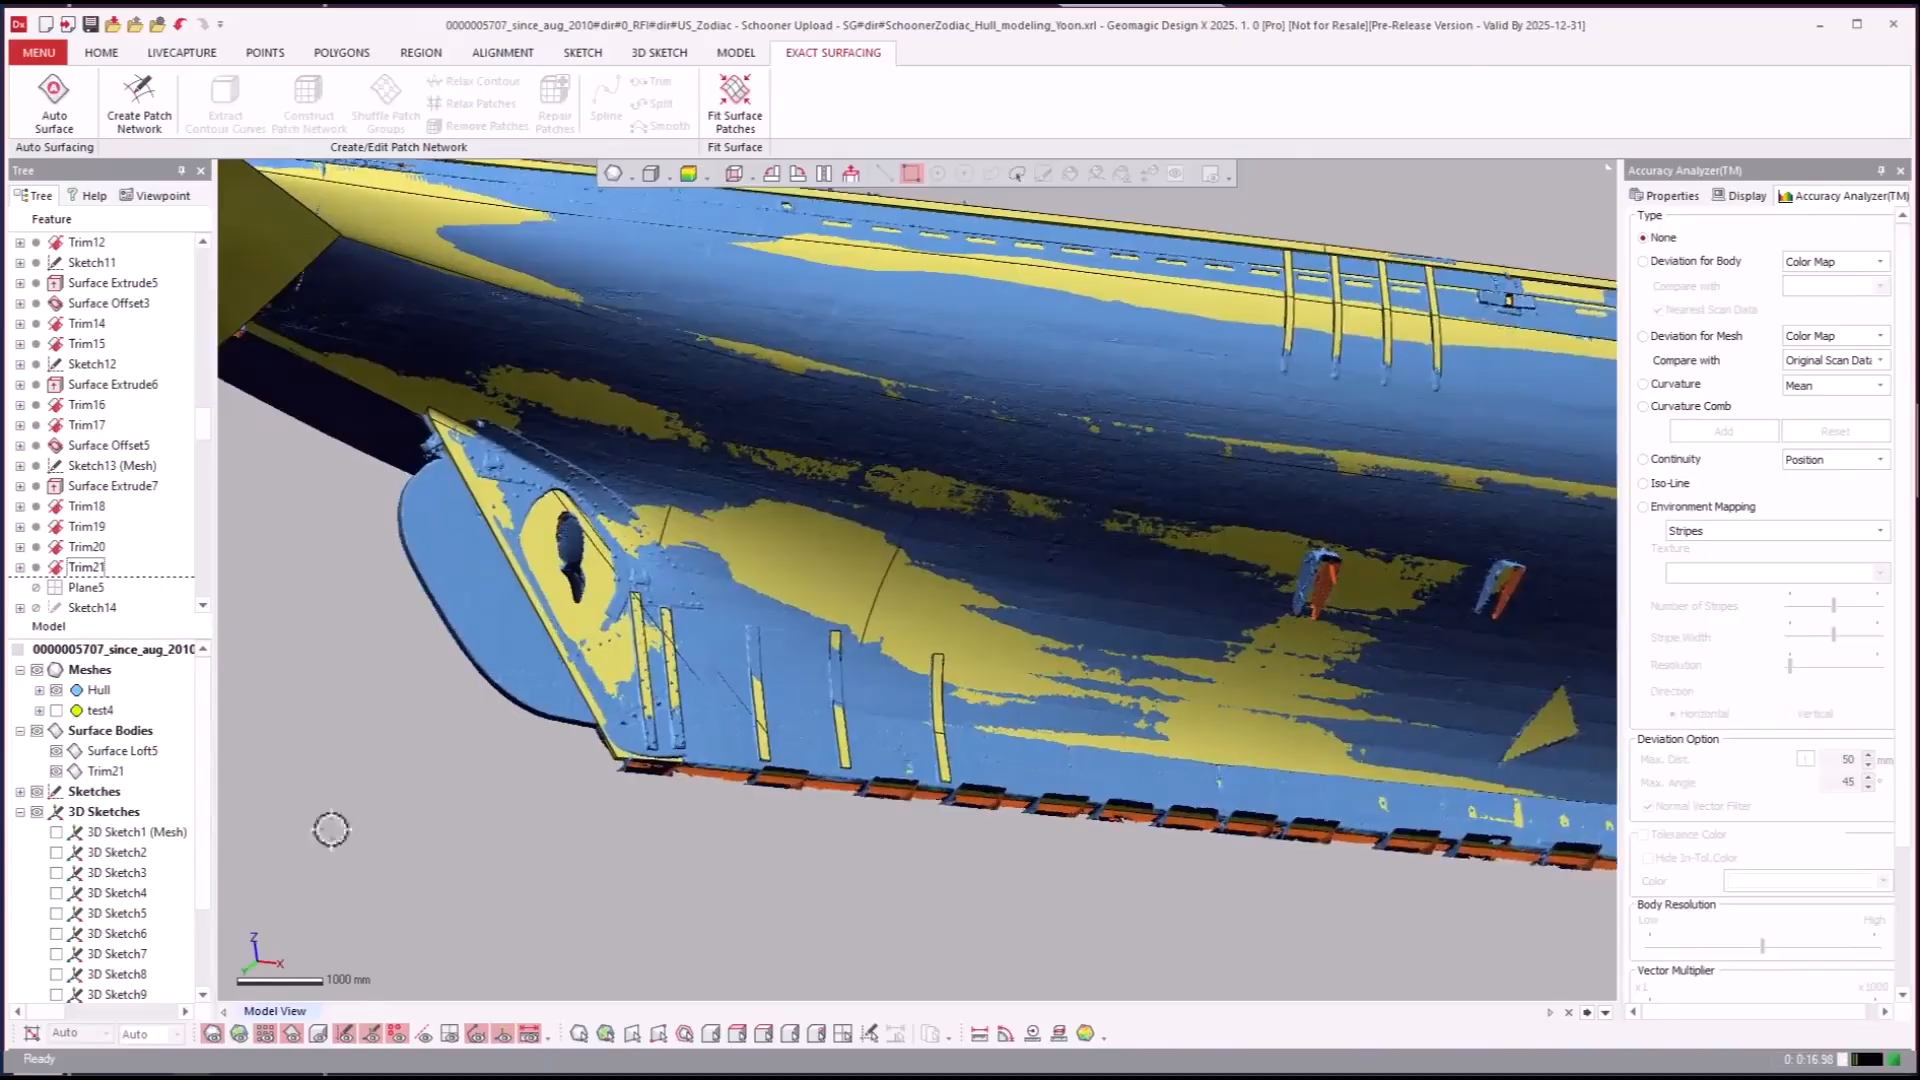 Dx
0000005707_since_aug_2010#dir#0_RFI#dir#US_Zodiac - Schooner Upload - SG#dir#SchoonerZodiac_Hull_modeling_Yoon.xrl - Geomagic Design X 2025. 1. 0 [Pro] [Not for Resale][Pre-Release Version - Valid By 2025-12-31]
MENU HOME LIVECAPTURE POINTS POLYGONS REGION ALIGNMENT SKETCH 3D SKETCH MODEL EXACT SURFACING
Auto Surface
Create Patch Network
Extract Contour Curves
Construct Patch Network
Shuffle Patch Groups
Relax Contour
Relax Patches
Remove Patches
Repair Patches
Spline
Trim
Split
Smooth
Fit Surface Patches
Auto Surfacing
Create/Edit Patch Network
Fit Surface
Tree
Tree Help Viewpoint
Feature
Trim12
Sketch11
Surface Extrude5
Surface Offset3
Trim14
Trim15
Sketch12
Surface Extrude6
Trim16
Trim17
Surface Offset5
Sketch13 (Mesh)
Surface Extrude7
Trim18
Trim19
Trim20
Trim21
Plane5
Sketch14
Model
0000005707_since_aug_2010
Meshes
Hull
test4
Surface Bodies
Surface Loft5
Trim21
Sketches
3D Sketches
3D Sketch1 (Mesh)
3D Sketch2
3D Sketch3
3D Sketch4
3D Sketch5
3D Sketch6
3D Sketch7
3D Sketch8
3D Sketch9
Z
X
Y
1000 mm
Model View
Auto Auto
Ready
0: 0:16.98
Accuracy Analyzer(TM)
Properties Display Accuracy Analyzer(TM)
Type
None
Deviation for Body Color Map
Compare with
Nearest Scan Data
Deviation for Mesh Color Map
Compare with Original Scan Data
Curvature Mean
Curvature Comb
Add Reset
Continuity Position
Iso-Line
Environment Mapping
Stripes
Texture
Number of Stripes
Stripe Width
Resolution
Direction
Horizontal Vertical
Deviation Option
Max. Dist. 50 mm
Max. Angle 45 °
Normal Vector Filter
Tolerance Color
Hide In-Tol. Color
Color
Body Resolution
Low High
Vector Multiplier
x1 x1000